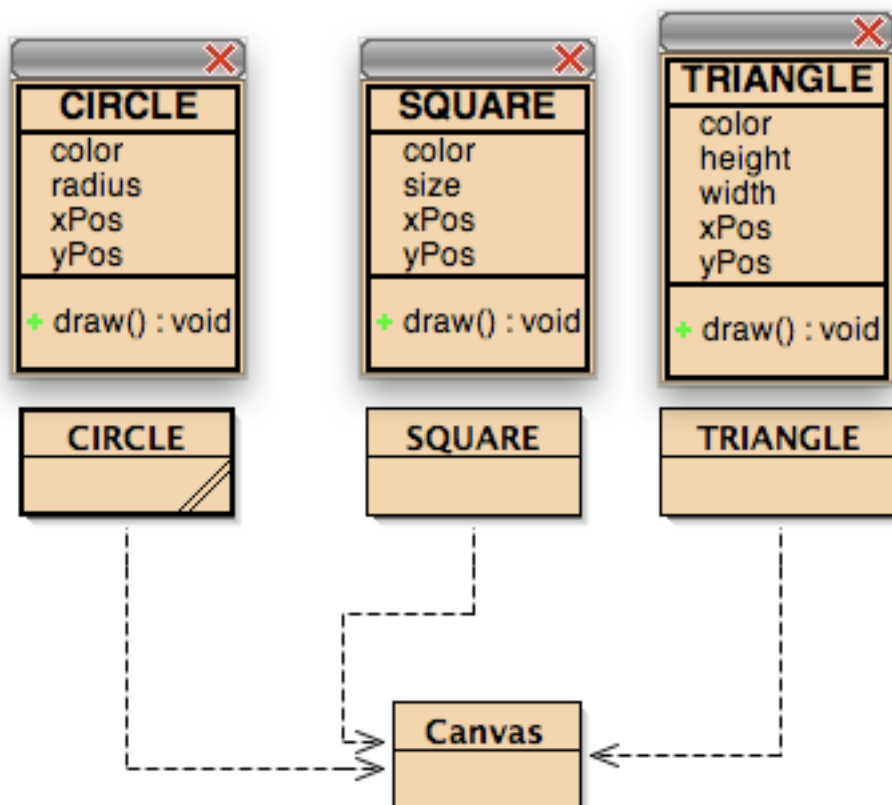 CIRCLE
color
radius
xPos
yPos
+ draw() : void
SQUARE
color
size
xPos
yPos
+ draw() : void
TRIANGLE
color
height
width
xPos
yPos
+ draw() : void
CIRCLE
SQUARE
TRIANGLE
Canvas